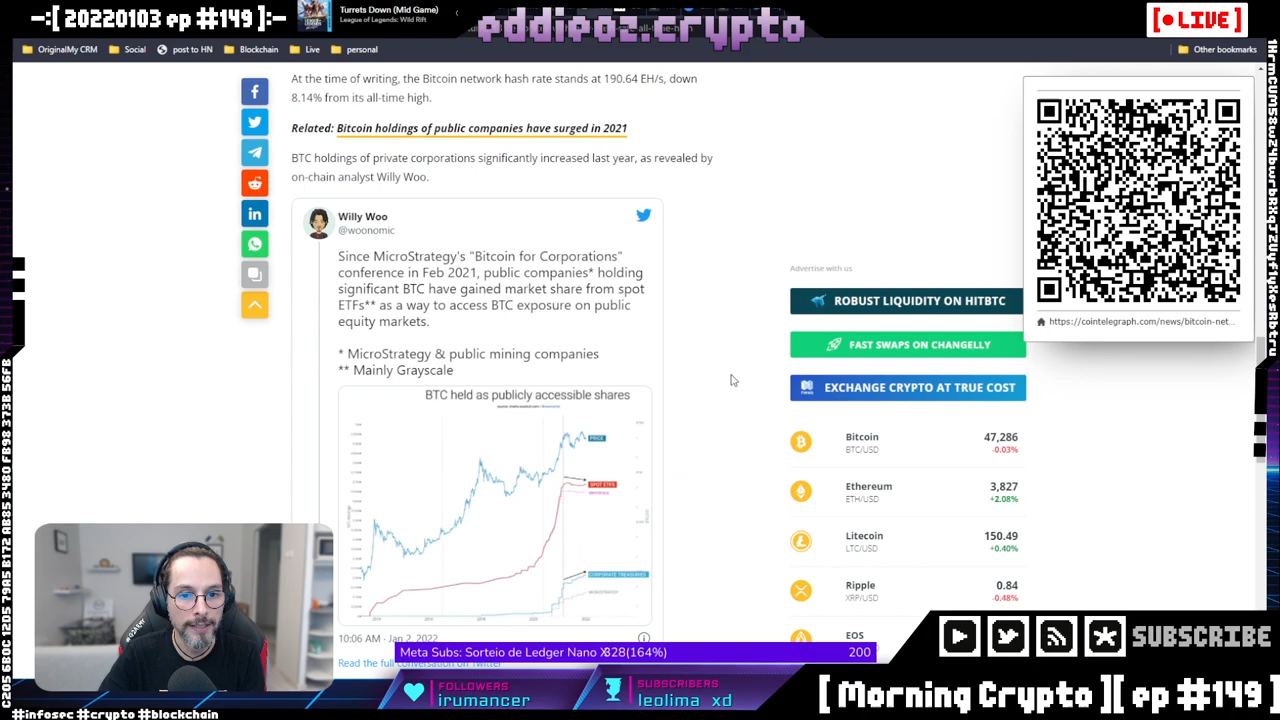 -:[ 20220103 ep #149 ]:-
Turrets Down (Mid Game)
League of Legends: Wild Rift
eddieoz.crypto
[● LIVE]
OriginalMy CRM
Social
post to HN
Blockchain
Live
personal
Other bookmarks
At the time of writing, the Bitcoin network hash rate stands at 190.64 EH/s, down
8.14% from its all-time high.
Related: Bitcoin holdings of public companies have surged in 2021
BTC holdings of private corporations significantly increased last year, as revealed by
on-chain analyst Willy Woo.
Willy Woo
@woonomic
Since MicroStrategy's "Bitcoin for Corporations"
conference in Feb 2021, public companies* holding
significant BTC have gained market share from spot
ETFs** as a way to access BTC exposure on public
equity markets.
* MicroStrategy & public mining companies
** Mainly Grayscale
BTC held as publicly accessible shares
PRICE
SPOT ETFS
CORPORATE TREASURIES
10:06 AM · Jan 2, 2022
Read the full conversation on Twitter
Advertise with us
ROBUST LIQUIDITY ON HITBTC
FAST SWAPS ON CHANGELLY
EXCHANGE CRYPTO AT TRUE COST
Bitcoin
BTC/USD
47,286
-0.03%
Ethereum
ETH/USD
3,827
+2.08%
Litecoin
LTC/USD
150.49
+0.40%
Ripple
XRP/USD
0.84
-0.48%
EOS
https://cointelegraph.com/news/bitcoin-net...
Meta Subs: Sorteio de Ledger Nano X
328(164%)
200
FOLLOWERS
irumancer
SUBSCRIBERS
leolima_xd
SUBSCRIBE
[ Morning Crypto ][ ep #149 ]
#infosec #crypto #blockchain